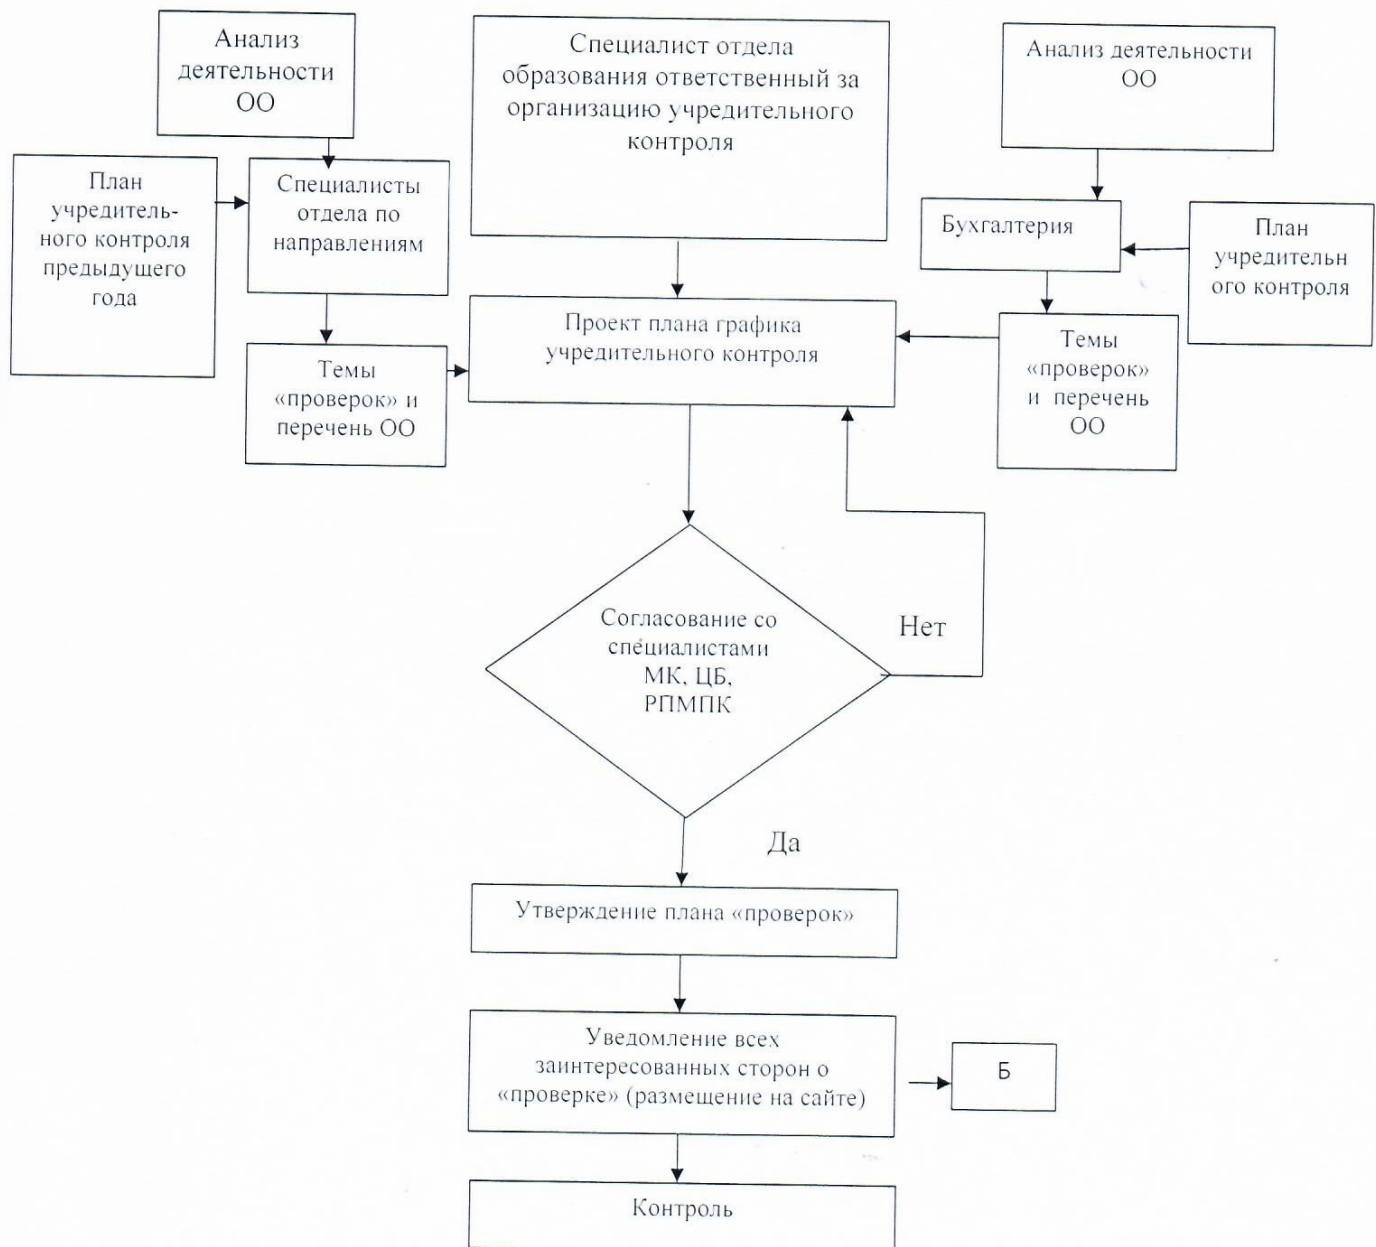 Анализ
деятельности
ОО
Специалист отдела
образования ответственный за
организацию учредительного
контроля
Анализ деятельности
ОО
План
учредитель-
ного контроля
предыдущего
года
Специалисты
отдела по
направлениям
Бухгалтерия
План
учредительн
ого контроля
Проект плана графика
учредительного контроля
Темы
«проверок» и
перечень ОО
Темы
«проверок»
и перечень
ОО
Согласование со
специалистами
МК, ЦБ,
РПМПК
Нет
Да
Утверждение плана «проверок»
Уведомление всех
заинтересованных сторон о
«проверке» (размещение на сайте)
Б
Контроль